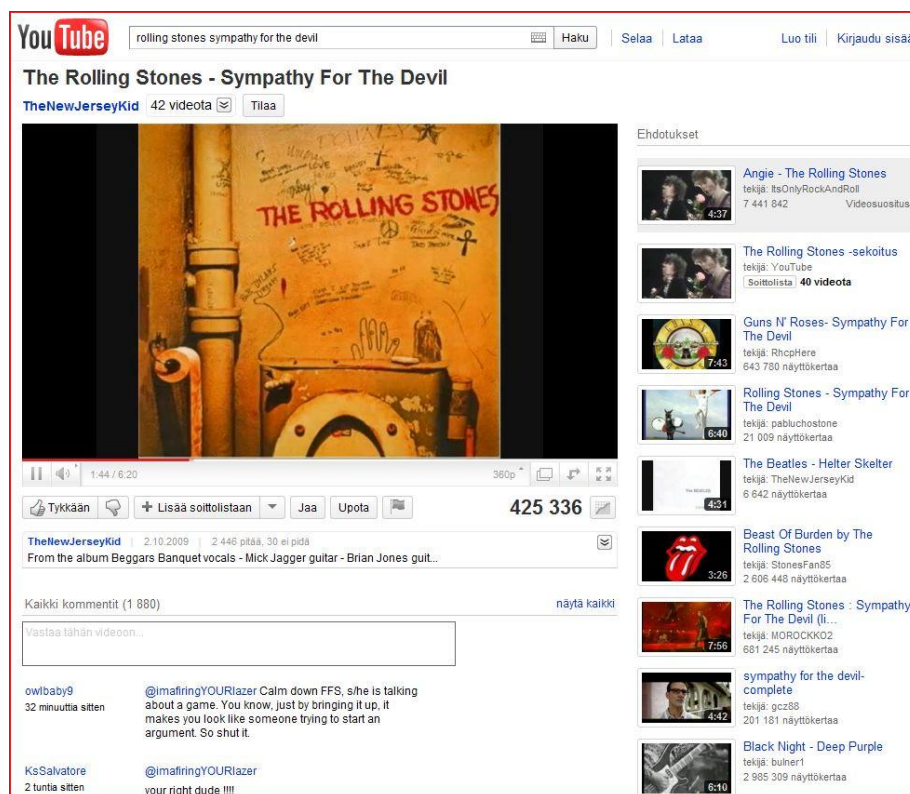 YouTube
rolling stones sympathy for the devil
Haku
Selaa
Lataa
Luo tili
Kirjaudu sisää
The Rolling Stones - Sympathy For The Devil
TheNewJerseyKid
42 videota
Tilaa
THE ROLLING STONES
BOB DYLANS
DREAM
LOVE
1:44 / 6:20
360p
Tykkään
+ Lisää soittolistaan
Jaa
Upota
425 336
TheNewJerseyKid
2.10.2009
2 446 pitää, 30 ei pidä
From the album Beggars Banquet vocals - Mick Jagger guitar - Brian Jones guit...
Kaikki kommentit (1 880)
näytä kaikki
Vastaa tähän videoon...
owlbaby9
32 minuuttia sitten
@imafiringYOURlazer Calm down FFS, s/he is talking
about a game. You know, just by bringing it up, it
makes you look like someone trying to start an
argument. So shut it.
KsSalvatore
2 tuntia sitten
@imafiringYOURlazer
your right dude !!!!
Ehdotukset
4:37
Angie - The Rolling Stones
tekijä: ItsOnlyRockAndRoll
7 441 842
Videosuositus
The Rolling Stones -sekoitus
tekijä: YouTube
Soittolista 40 videota
7:43
Guns N' Roses- Sympathy For
The Devil
tekijä: RhcpHere
643 780 näyttökertaa
6:40
Rolling Stones - Sympathy For
The Devil
tekijä: pabluchostone
21 009 näyttökertaa
THE BEATLES
4:31
The Beatles - Helter Skelter
tekijä: TheNewJerseyKid
6 642 näyttökertaa
3:26
Beast Of Burden by The
Rolling Stones
tekijä: StonesFan85
2 606 448 näyttökertaa
7:56
The Rolling Stones : Sympathy
For The Devil (li...
tekijä: MOROCKKO2
681 245 näyttökertaa
4:42
sympathy for the devil-
complete
tekijä: gcz88
201 181 näyttökertaa
6:10
Black Night - Deep Purple
tekijä: bulner1
2 985 309 näyttökertaa